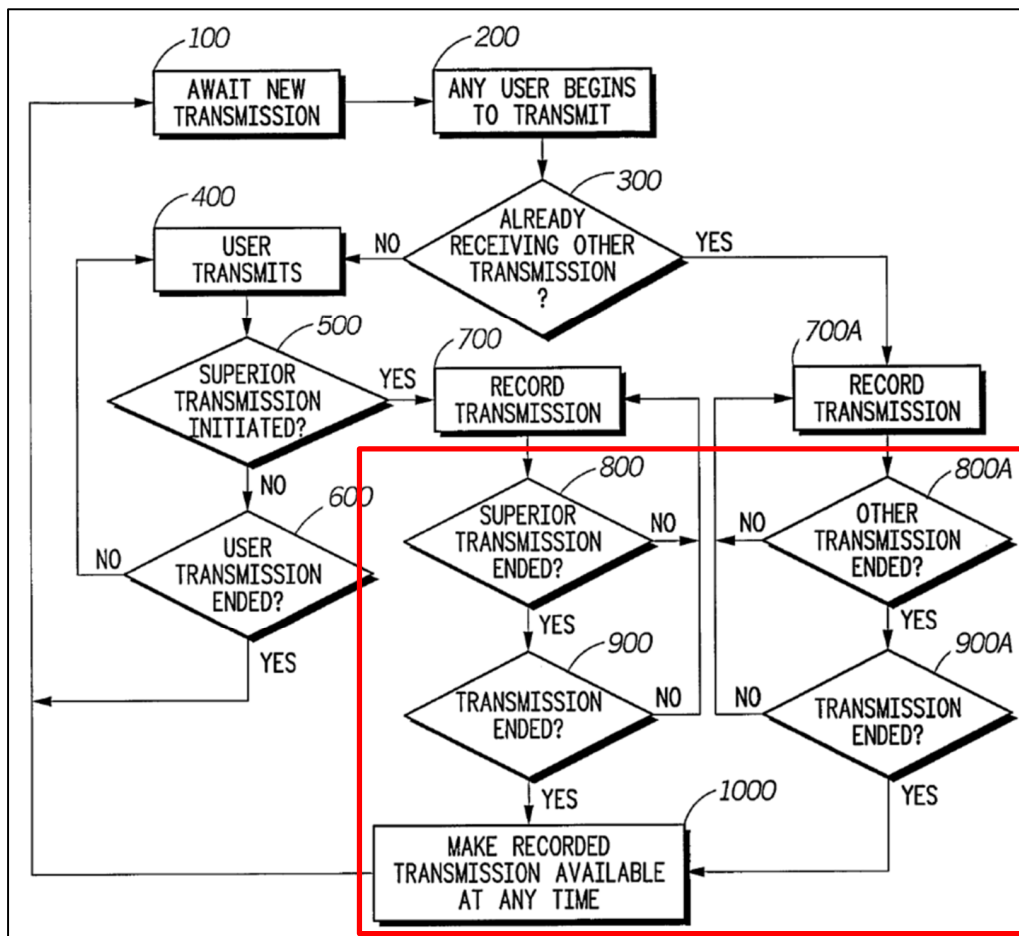 100
AWAIT NEW
TRANSMISSION
200
ANY USER BEGINS
TO TRANSMIT
300
ALREADY
RECEIVING OTHER
TRANSMISSION
?
NO
YES
400
USER
TRANSMITS
500
SUPERIOR
TRANSMISSION
INITIATED?
YES
NO
700
RECORD
TRANSMISSION
700A
RECORD
TRANSMISSION
600
USER
TRANSMISSION
ENDED?
NO
YES
800
SUPERIOR
TRANSMISSION
ENDED?
NO
YES
800A
OTHER
TRANSMISSION
ENDED?
NO
YES
900
TRANSMISSION
ENDED?
NO
YES
900A
TRANSMISSION
ENDED?
NO
YES
1000
MAKE RECORDED
TRANSMISSION AVAILABLE
AT ANY TIME